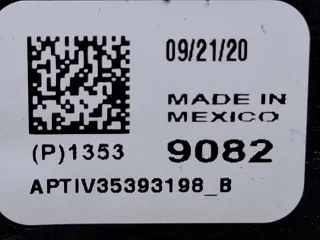 09/21/20
MADE IN
MEXICO
(P)1353 9082
APTIV35393198_B